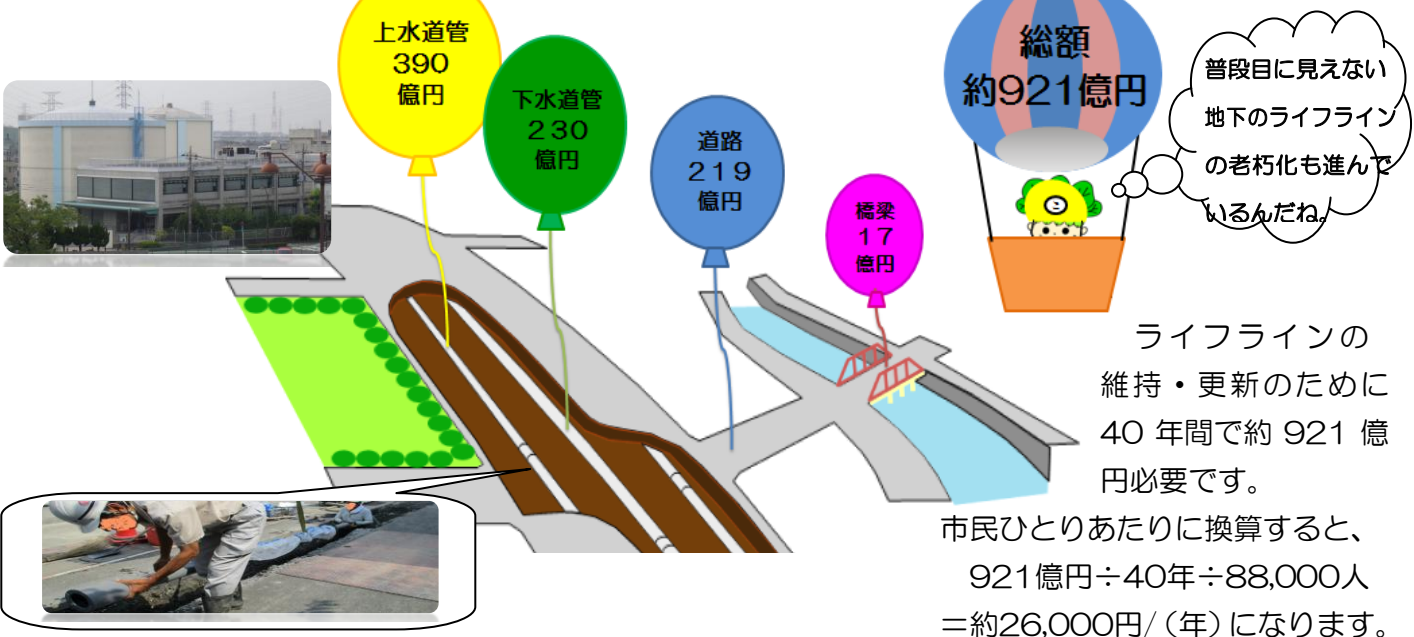 上水道管
390
億円
下水道管
２３０
億円
道路
２１９
億円
橋梁
１７
億円
総額
約921億円
こ
普段目に見えない
地下のライフライン
の老朽化も進んで
いるんだね。
ライフラインの
維持・更新のために
40 年間で約 921 億
円必要です。
市民ひとりあたりに換算すると、
921億円÷40年÷88,000人
＝約26,000円/（年）になります。